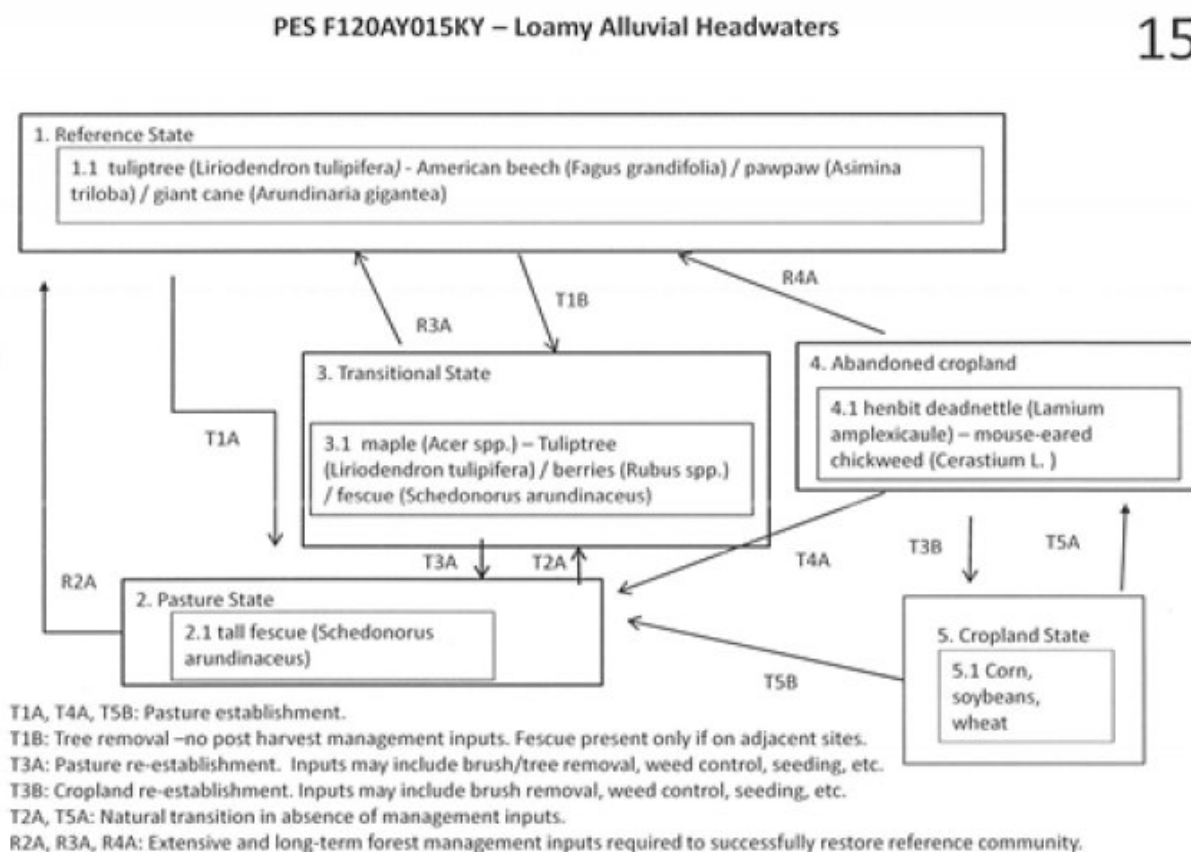 PES F120AY015KY – Loamy Alluvial Headwaters
15
1. Reference State
1.1 tuliptree (Liriodendron tulipifera) - American beech (Fagus grandifolia) / pawpaw (Asimina
triloba) / giant cane (Arundinaria gigantea)
R4A
T1B
R3A
3. Transitional State
4. Abandoned cropland
3.1 maple (Acer spp.) – Tuliptree
(Liriodendron tulipifera) / berries (Rubus spp.)
/ fescue (Schedonorus arundinaceus)
4.1 henbit deadnettle (Lamium
amplexicaule) – mouse-eared
chickweed (Cerastium L. )
T1A
T3A
T2A
T4A
T3B
T5A
R2A
2. Pasture State
2.1 tall fescue (Schedonorus
arundinaceus)
5. Cropland State
5.1 Corn,
soybeans,
wheat
T5B
T1A, T4A, T5B: Pasture establishment.
T1B: Tree removal –no post harvest management inputs. Fescue present only if on adjacent sites.
T3A: Pasture re-establishment. Inputs may include brush/tree removal, weed control, seeding, etc.
T3B: Cropland re-establishment. Inputs may include brush removal, weed control, seeding, etc.
T2A, T5A: Natural transition in absence of management inputs.
R2A, R3A, R4A: Extensive and long-term forest management inputs required to successfully restore reference community.